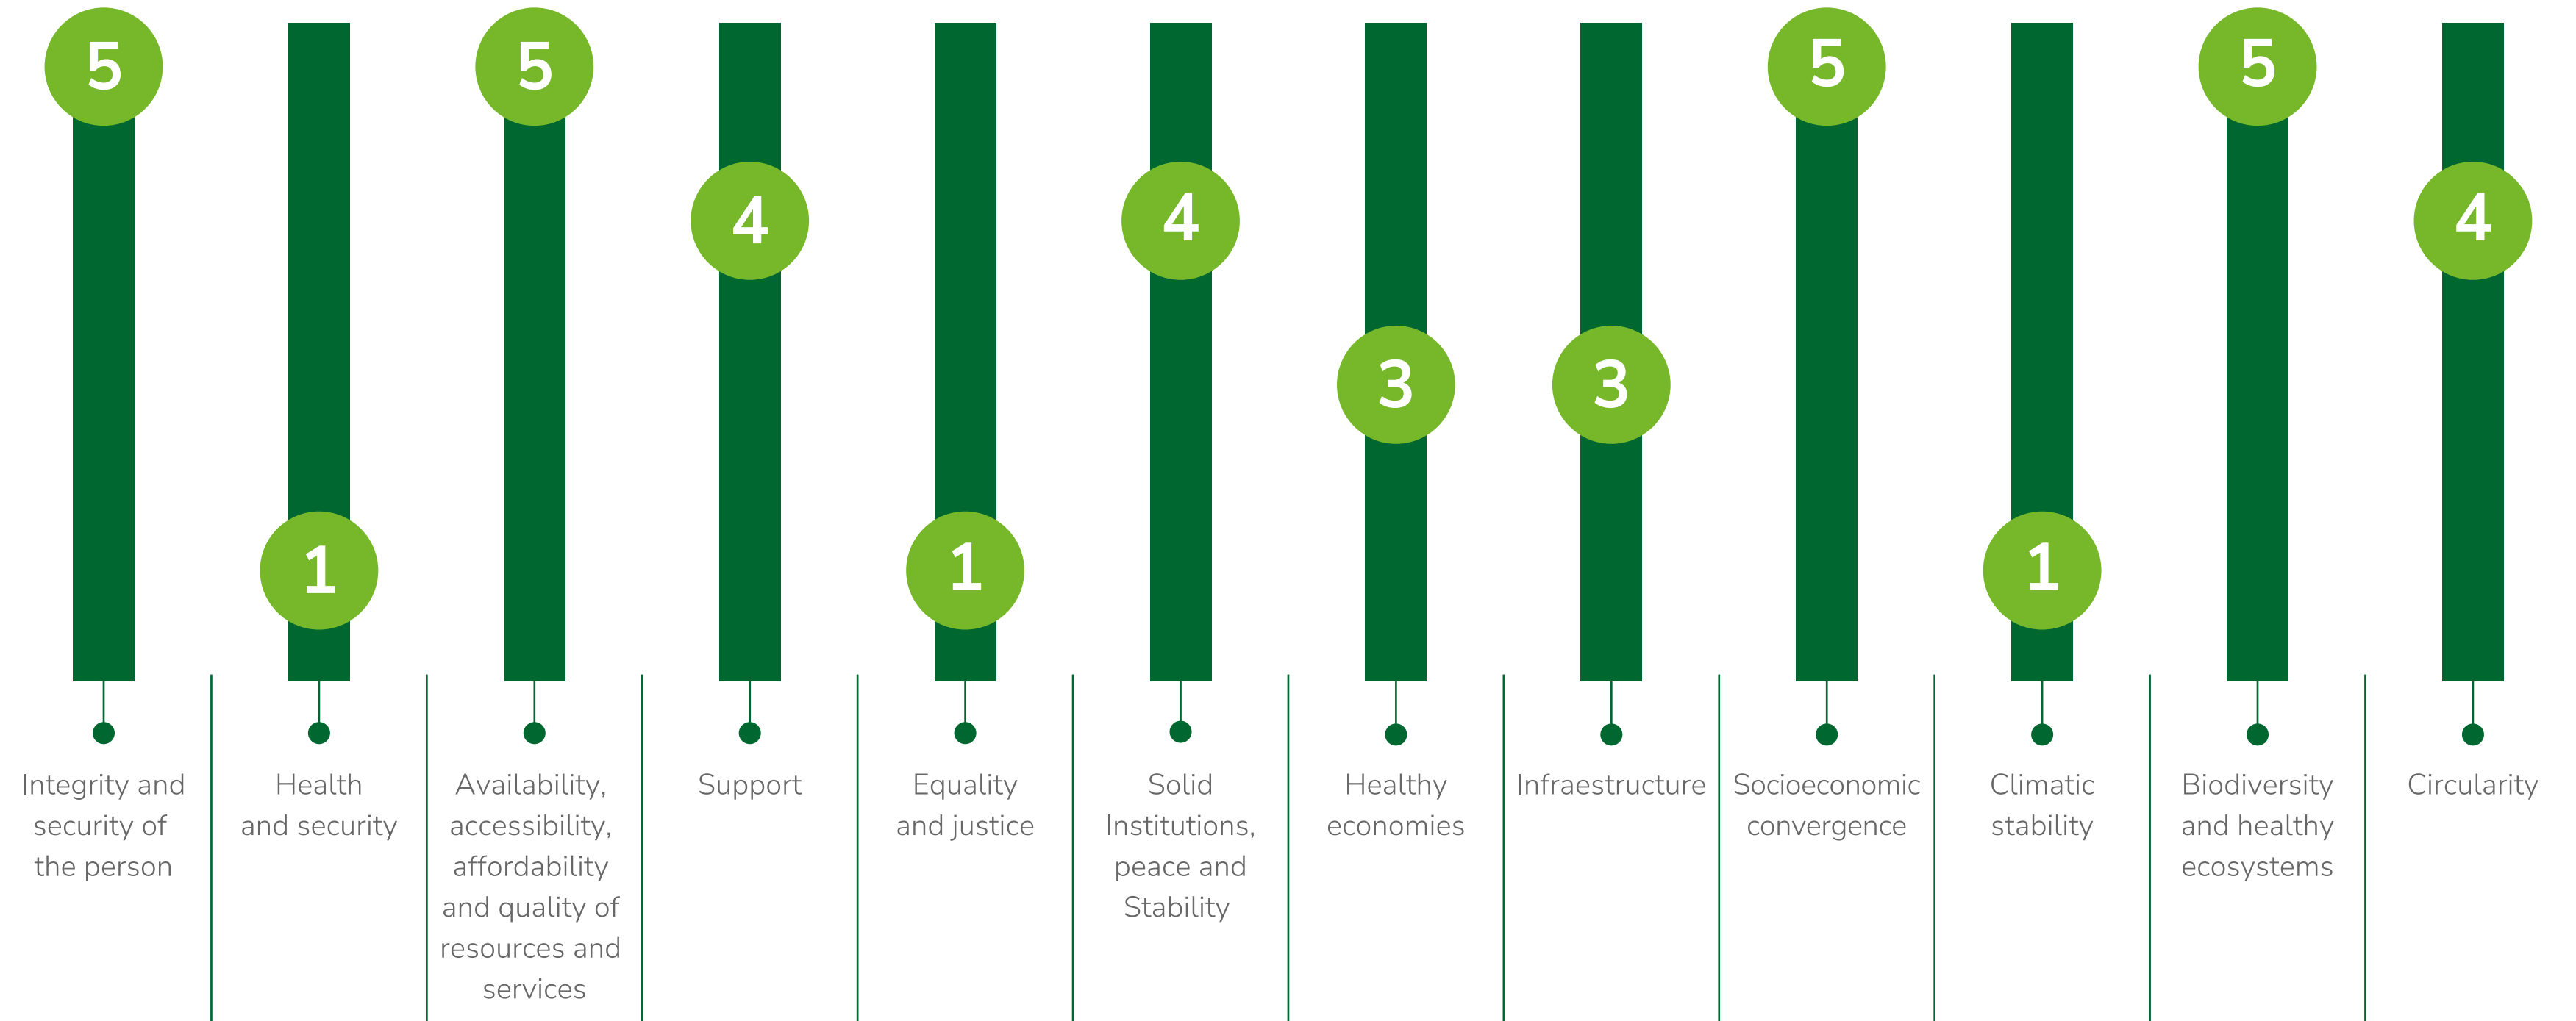 5
1
5
4
1
4
3
3
5
1
5
4
Integrity and
security of
the person
Health
and security
Availability,
accessibility,
affordability
and quality of
resources and
services
Support
Equality
and justice
Solid
Institutions,
peace and
Stability
Healthy
economies
Infraestructure
Socioeconomic
convergence
Climatic
stability
Biodiversity
and healthy
ecosystems
Circularity